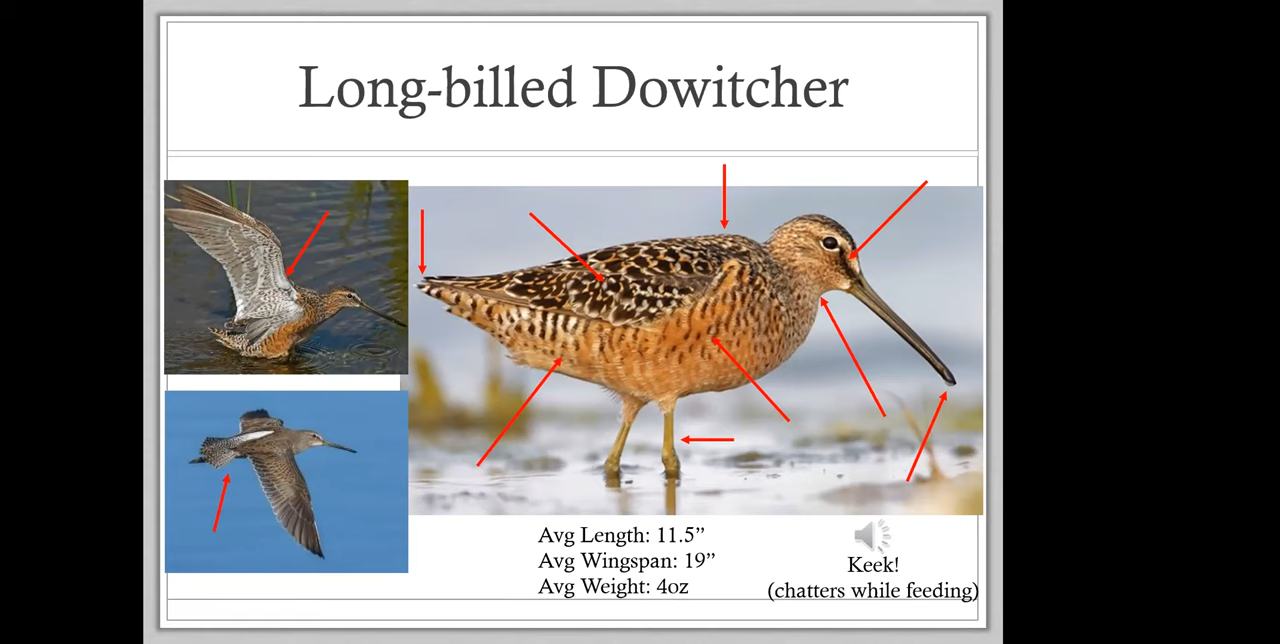 Long-billed Dowitcher
Avg Length: 11.5”
Avg Wingspan: 19”
Avg Weight: 4oz
Keek!
(chatters while feeding)